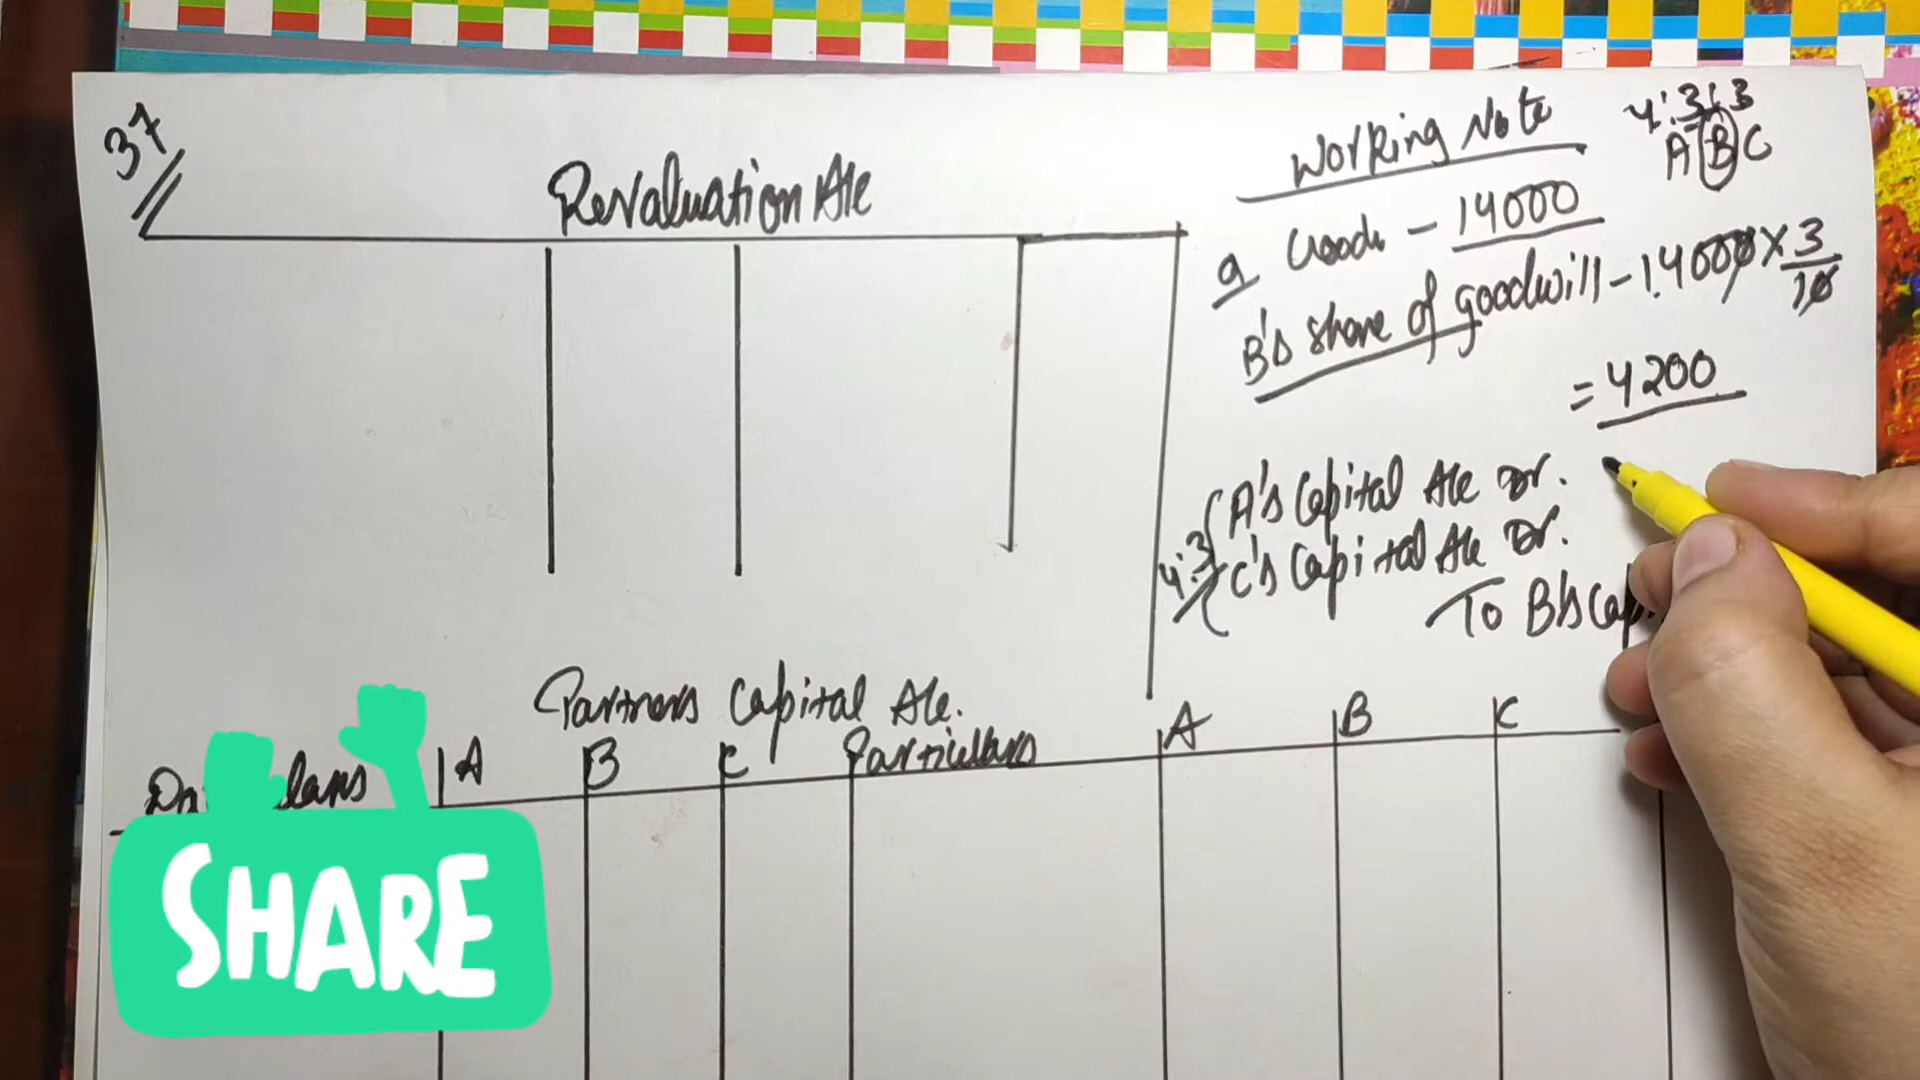 37
Revaluation A/c
Working Note
4:3:3
A B C
Goodw - 14000
B's share of goodwill - 14000 × 3/10
= 4200
A's Capital A/c Dr.
4:3
C's Capital A/c Dr.
To B's Cap
Partners Capital A/c.
A B C Particulars A B C
SHARE